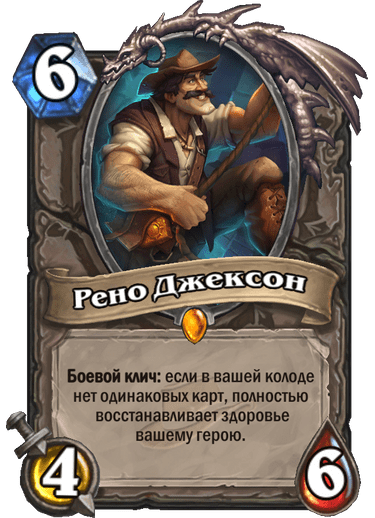 6
Рено Джексон
Боевой клич: если в вашей колоде
нет одинаковых карт, полностью
восстанавливает здоровье
вашему герою.
4
6